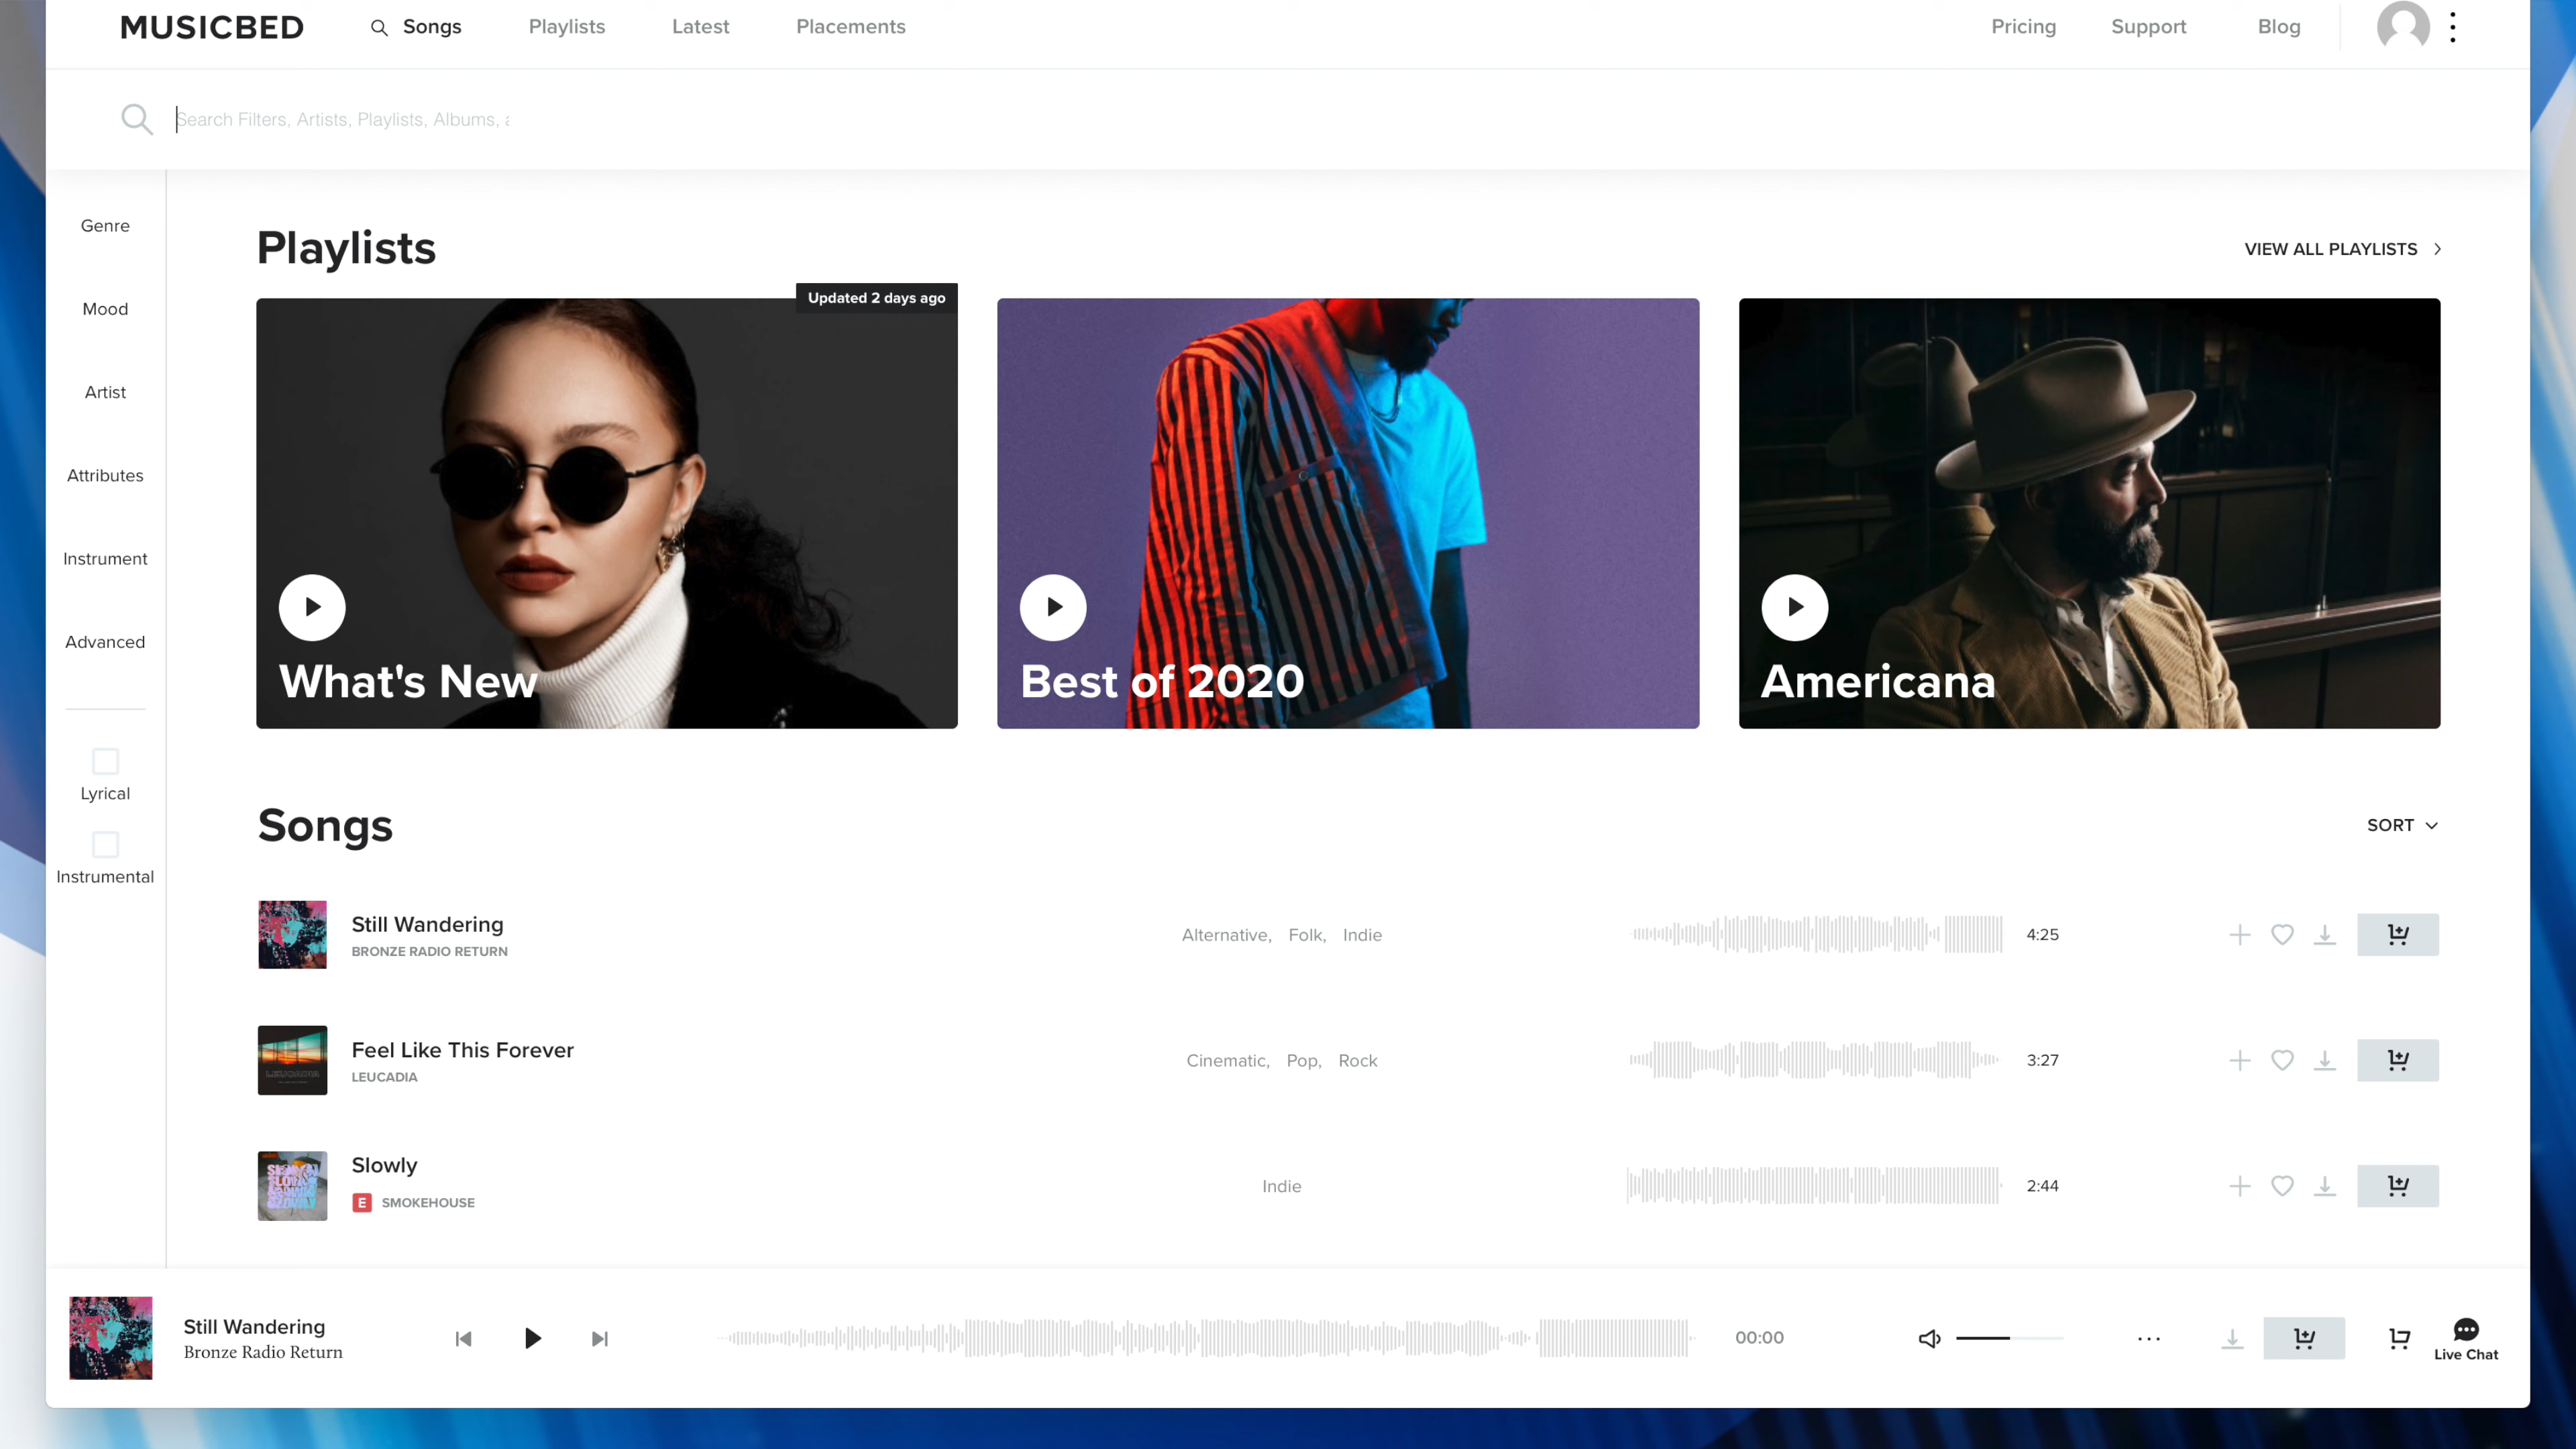 MUSICBED
Songs
Playlists
Latest
Placements
Pricing
Support
Blog
Search Filters, Artists, Playlists, Albums,
Genre
Mood
Artist
Attributes
Instrument
Advanced
Lyrical
Instrumental
Playlists
VIEW ALL PLAYLISTS
Updated 2 days ago
What's New
Best of 2020
Americana
Songs
SORT
Still Wandering
BRONZE RADIO RETURN
Alternative, Folk, Indie
4:25
LEUCADIA
Feel Like This Forever
LEUCADIA
Cinematic, Pop, Rock
3:27
Slowly
E SMOKEHOUSE
Indie
2:44
Still Wandering
Bronze Radio Return
00:00
Live Chat